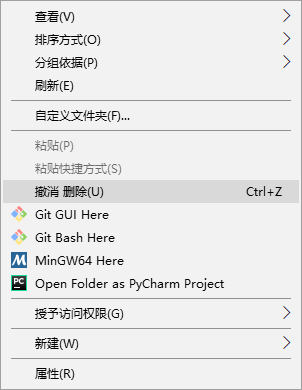 查看(V)
排序方式(O)
分组依据(P)
刷新(E)
自定义文件夹(F)...
粘贴(P)
粘贴快捷方式(S)
撤消 删除(U) Ctrl+Z
Git GUI Here
Git Bash Here
MinGW64 Here
Open Folder as PyCharm Project
授予访问权限(G)
新建(W)
属性(R)